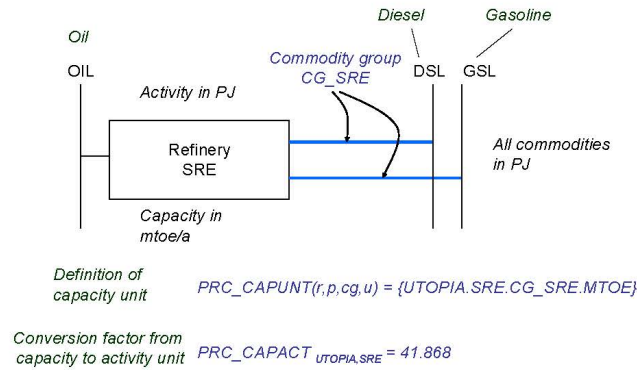 Diesel
Gasoline
Oil
Commodity group
CG_SRE
OIL
DSL
GSL
Activity in PJ
Refinery
SRE
All commodities
in PJ
Capacity in
mtoe/a
Definition of
capacity unit
PRC_CAPUNT(r,p,cg,u) = {UTOPIA.SRE.CG_SRE.MTOE}
Conversion factor from
capacity to activity unit
PRC_CAPACT UTOPIA,SRE = 41.868